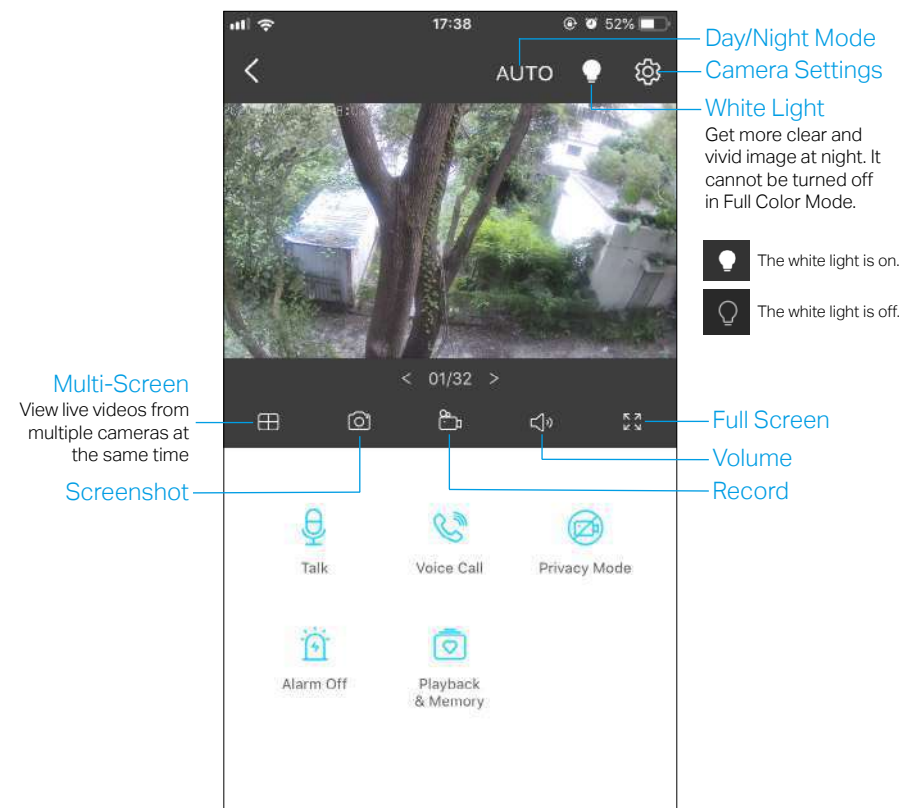 17:38
52%
AUTO
Day/Night Mode
Camera Settings
White Light
Get more clear and
vivid image at night. It
cannot be turned off
in Full Color Mode.
The white light is on.
The white light is off.
< 01/32 >
Multi-Screen
View live videos from
multiple cameras at
the same time
Screenshot
Full Screen
Volume
Record
Talk
Voice Call
Privacy Mode
Alarm Off
Playback
& Memory